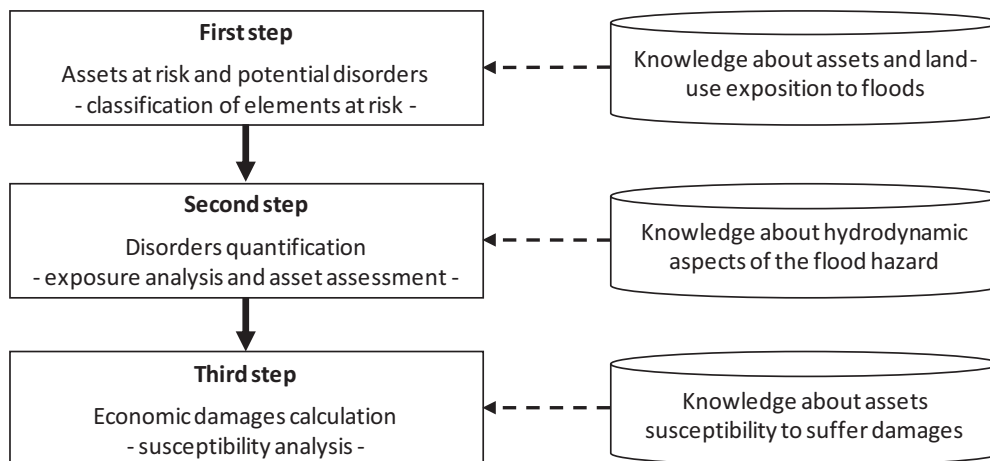 First step
Assets at risk and potential disorders
- classification of elements at risk -
Knowledge about assets and land-
use exposition to floods
Second step
Disorders quantification
- exposure analysis and asset assessment -
Knowledge about hydrodynamic
aspects of the flood hazard
Third step
Economic damages calculation
- susceptibility analysis -
Knowledge about assets
susceptibility to suffer damages